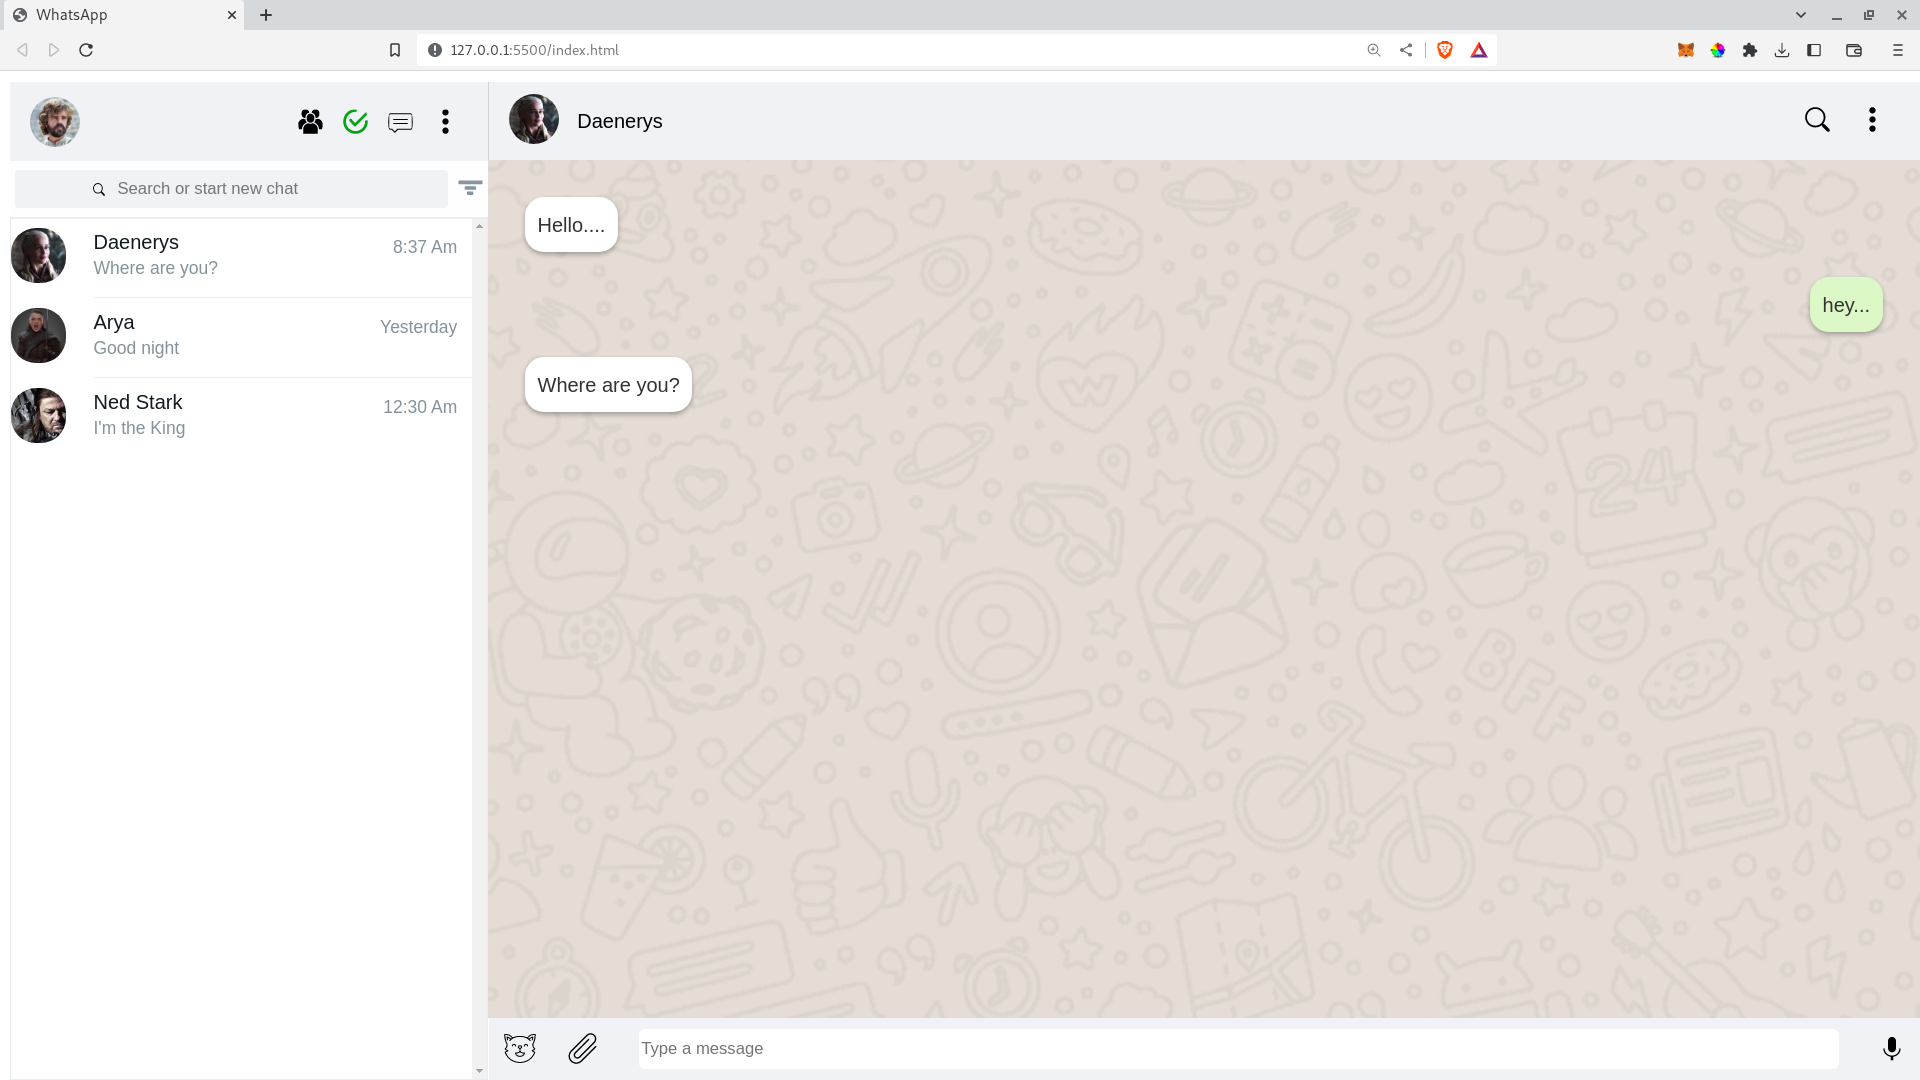 WhatsApp
127.0.0.1:5500/index.html
Daenerys
Search or start new chat
Daenerys
8:37 Am
Where are you?
Arya
Yesterday
Good night
Ned Stark
12:30 Am
I'm the King
Hello....
hey...
Where are you?
24
BFF
Type a message